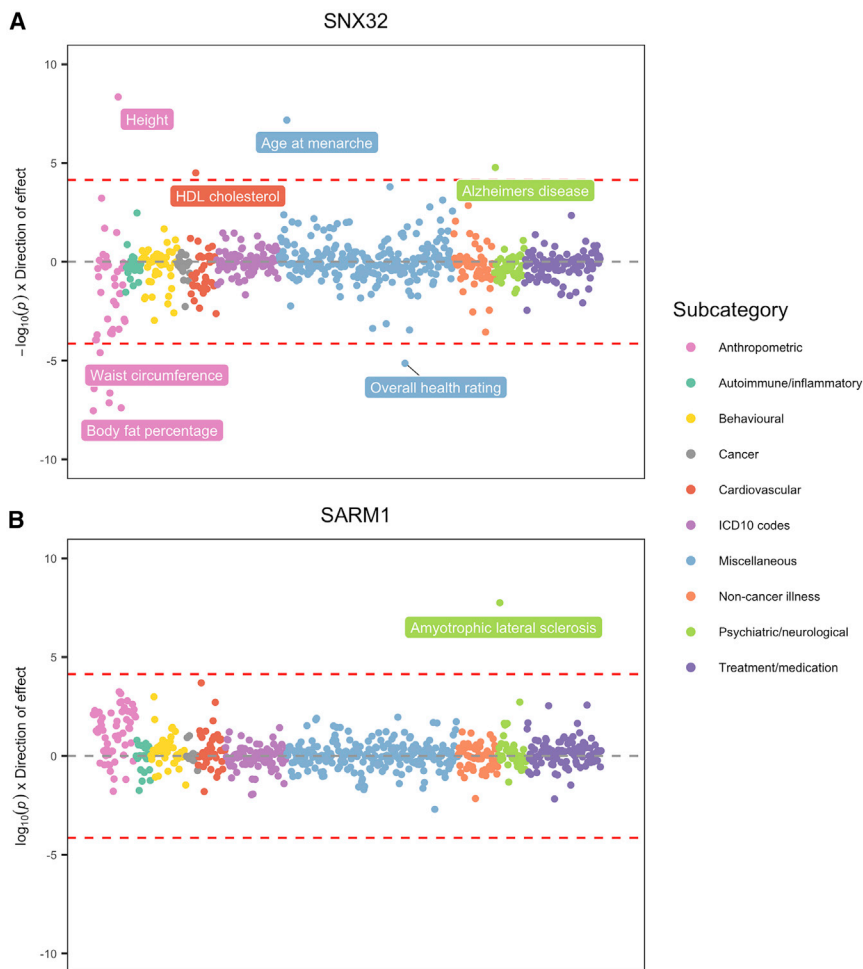 A
SNX32
10
5
0
-5
-10
− log10(p) x Direction of effect
Height
Age at menarche
HDL cholesterol
Alzheimers disease
Waist circumference
Overall health rating
Body fat percentage
Subcategory
Anthropometric
Autoimmune/inflammatory
Behavioural
Cancer
Cardiovascular
ICD10 codes
Miscellaneous
Non-cancer illness
Psychiatric/neurological
Treatment/medication
B
SARM1
10
5
0
-5
-10
log10(p) x Direction of effect
Amyotrophic lateral sclerosis